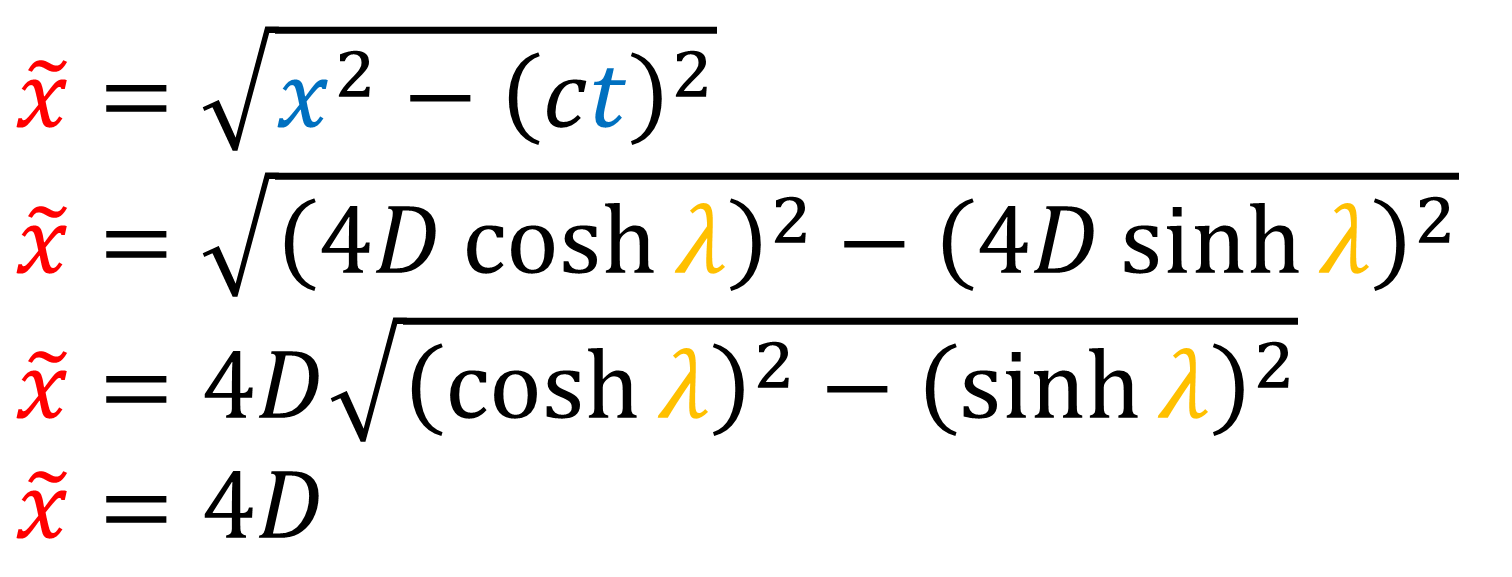 x̃ = √(x² − (ct)²)
x̃ = √((4D cosh λ)² − (4D sinh λ)²)
x̃ = 4D√((cosh λ)² − (sinh λ)²)
x̃ = 4D